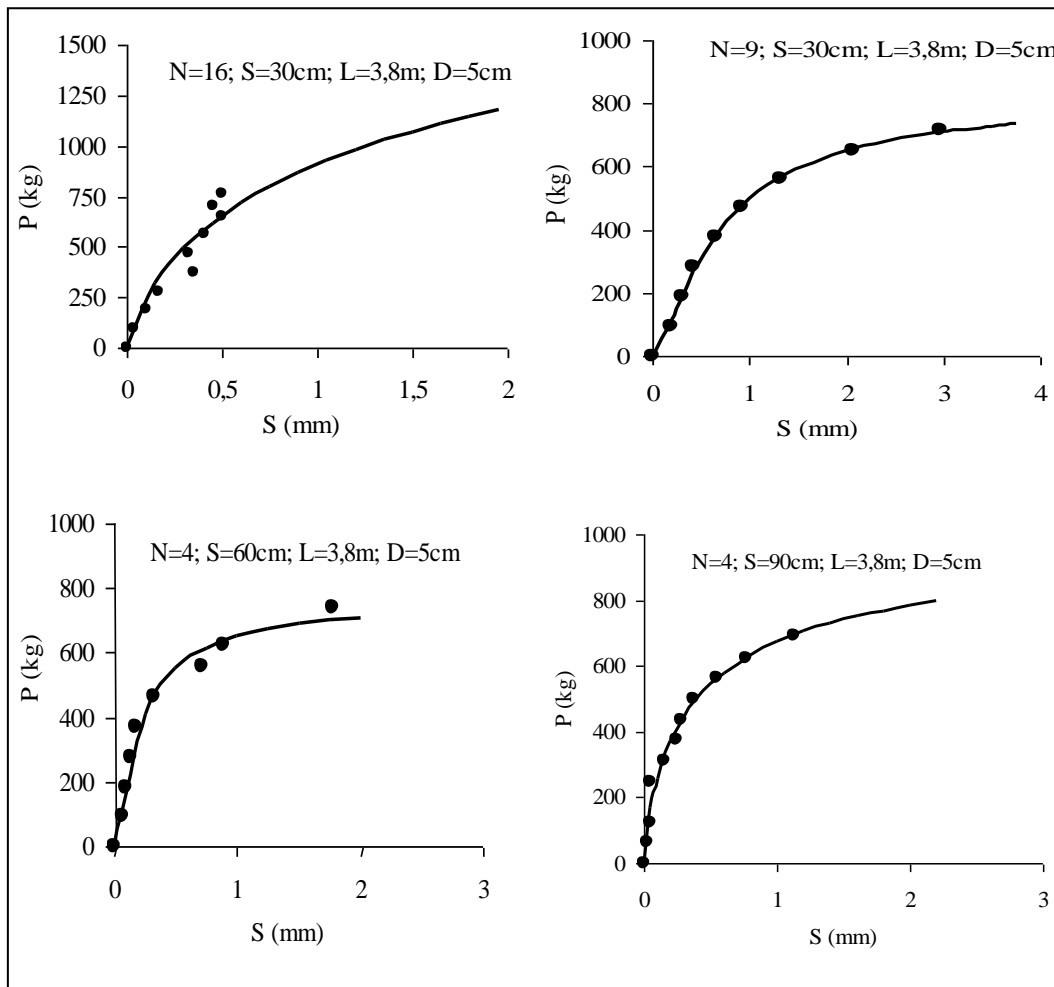 N=16; S=30cm; L=3,8m; D=5cm
P (kg)
1500
1250
1000
750
500
250
0
0 0,5 1 1,5 2
S (mm)
N=9; S=30cm; L=3,8m; D=5cm
P (kg)
1000
800
600
400
200
0
0 1 2 3 4
S (mm)
N=4; S=60cm; L=3,8m; D=5cm
P (kg)
1000
800
600
400
200
0
0 1 2 3
S (mm)
N=4; S=90cm; L=3,8m; D=5cm
P (kg)
1000
800
600
400
200
0
0 1 2 3
S (mm)